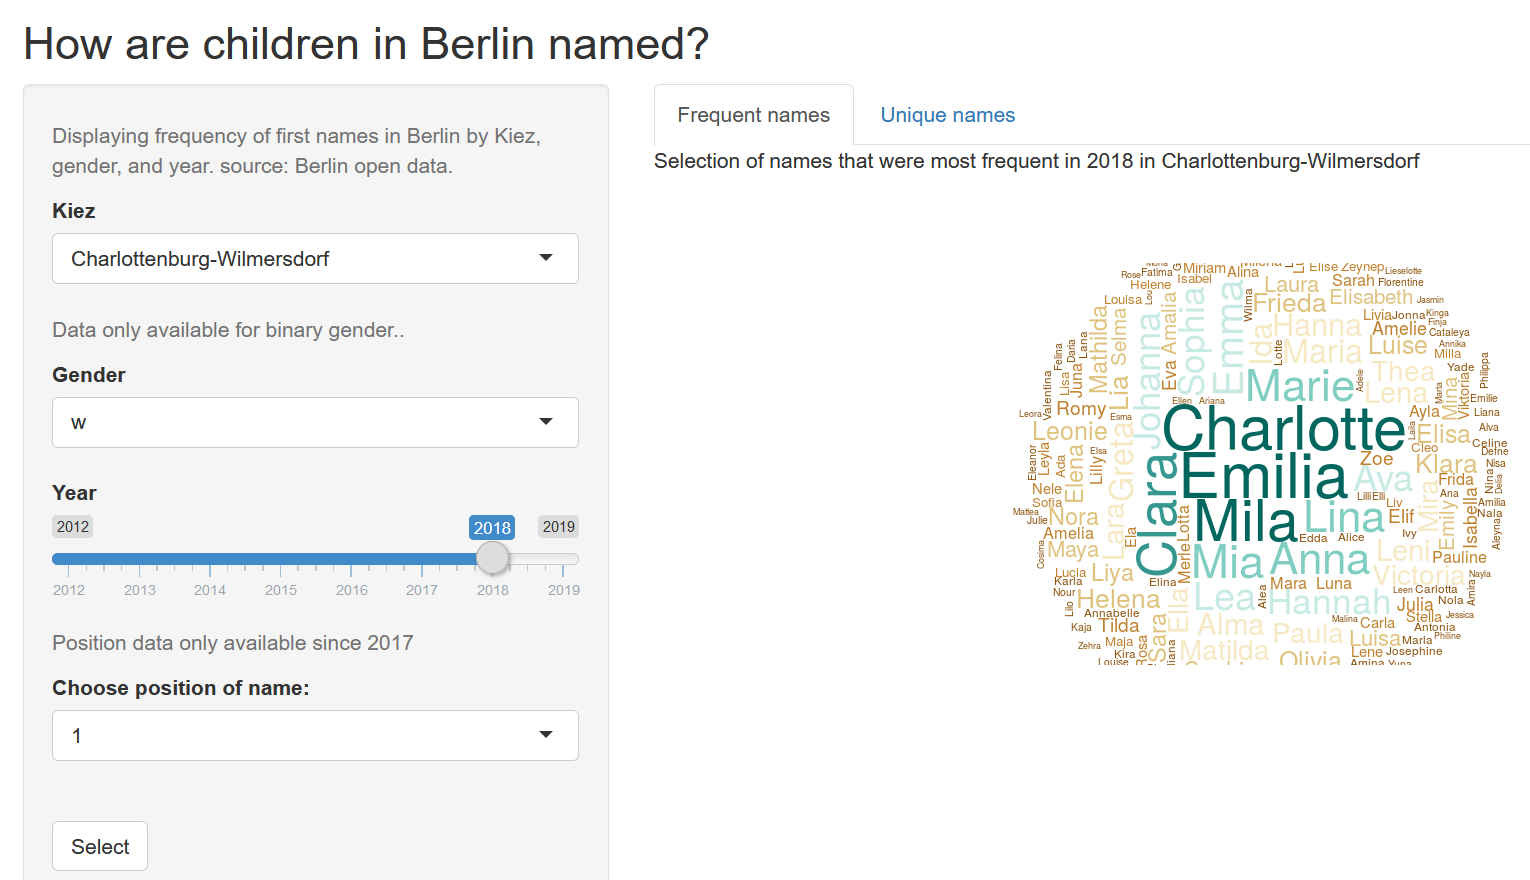 How are children in Berlin named?
Displaying frequency of first names in Berlin by Kiez,
gender, and year. source: Berlin open data.
Kiez
Charlottenburg-Wilmersdorf
Data only available for binary gender..
Gender
w
Year
2012
2018
2019
2012 2013 2014 2015 2016 2017 2018 2019
Position data only available since 2017
Choose position of name:
1
Select
Frequent names
Unique names
Selection of names that were most frequent in 2018 in Charlottenburg-Wilmersdorf
Charlotte
Emilia
Mila
Clara
Marie
Lina
Mia
Anna
Lea
Hannah
Ava
Johanna
Sophia
Emma
Ida
Hanna
Maria
Thea
Lena
Greta
Lara
Mira
Leni
Victoria
Ella
Alma
Paula
Matilda
Olivia
Frieda
Elisabeth
Laura
Luise
Mathilda
Selma
Lia
Amalia
Leonie
Elena
Nora
Maya
Liya
Helena
Sara
Luisa
Elisa
Klara
Mina
Emily
Isabella
Viktoria
Romy
Eva
Juna
Lilly
Amelia
Tilda
Merle
Lotta
Mara
Luna
Julia
Pauline
Elif
Zoe
Ayla
Amelie
Sarah
Frida
Stella
Carla
Lene
Miriam
Alina
Isabel
Helene
Louisa
Rose
Fatima
Lou
Wilma
Lotte
Elise
Zeynep
Lieselotte
Florentine
Jasmin
Livia
Jonna
Kinga
Finja
Cataleya
Annika
Milla
Yade
Philippa
Adele
Marta
Emilie
Liana
Alva
Celine
Defne
Nisa
Laila
Cleo
Nina
Delia
Ana
Amilia
Nala
Aleyna
Lilli
Elli
Liv
Ivy
Edda
Alice
Ellen
Ariana
Esma
Elsa
Ada
Leyla
Eleanor
Leora
Valentina
Lisa
Felina
Daria
Lana
Nele
Sofia
Mattea
Julie
Ela
Cosima
Lucia
Karla
Nour
Lilo
Elina
Annabelle
Kaja
Zehra
Maja
Kira
Louise
Rosa
Alea
Malina
Leen
Carlotta
Nola
Amira
Nayla
Jessica
Antonia
Marla
Philine
Josephine
Amina